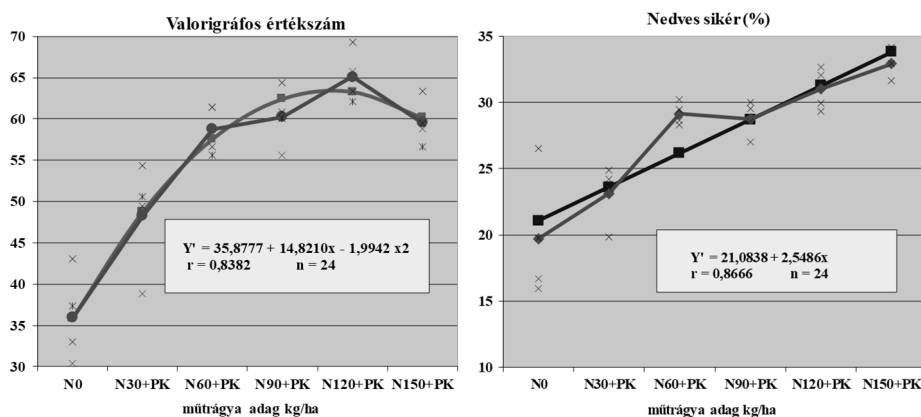 Valorigráfos értékszám
70
65
60
55
50
45
40
35
30
Y' = 35,8777 + 14,8210x - 1,9942 x2
r = 0,8382 n = 24
N0 N30+PK N60+PK N90+PK N120+PK N150+PK
műtrágya adag kg/ha
Nedves sikér (%)
35
30
25
20
15
10
Y' = 21,0838 + 2,5486x
r = 0,8666 n = 24
N0 N30+PK N60+PK N90+PK N120+PK N150+PK
műtrágya adag kg/ha